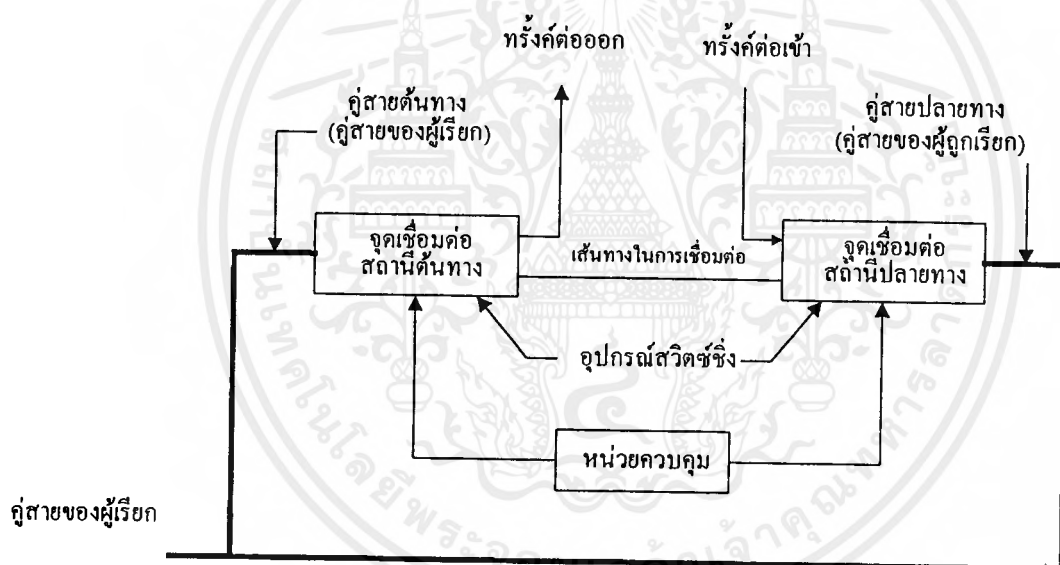 ทรั้งค์ต่อออก
ทรั้งค์ต่อเข้า
คู่สายต้นทาง
(คู่สายของผู้เรียก)
คู่สายปลายทาง
(คู่สายของผู้ถูกเรียก)
จุดเชื่อมต่อ
สถานีต้นทาง
เส้นทางในการเชื่อมต่อ
จุดเชื่อมต่อ
สถานีปลายทาง
อุปกรณ์สวิตซ์ชิ่ง
หน่วยควบคุม
คู่สายของผู้เรียก